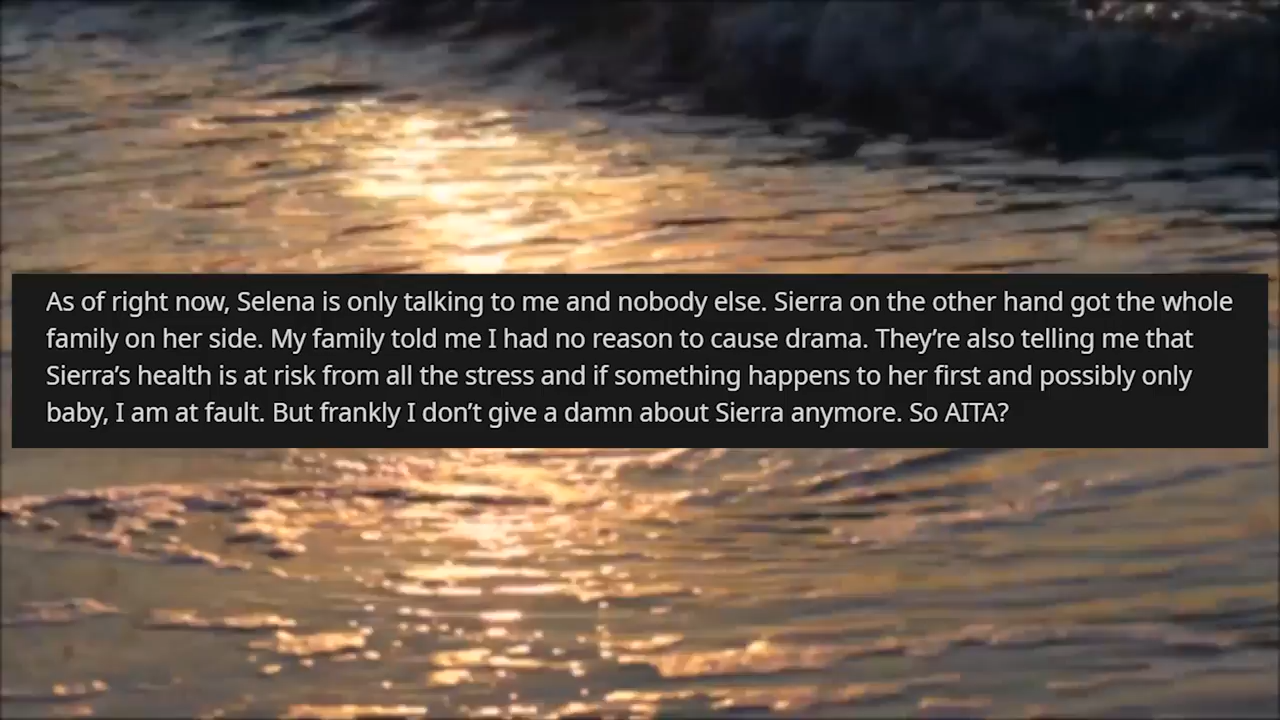 As of right now, Selena is only talking to me and nobody else. Sierra on the other hand got the whole
family on her side. My family told me I had no reason to cause drama. They’re also telling me that
Sierra’s health is at risk from all the stress and if something happens to her first and possibly only
baby, I am at fault. But frankly I don’t give a damn about Sierra anymore. So AITA?